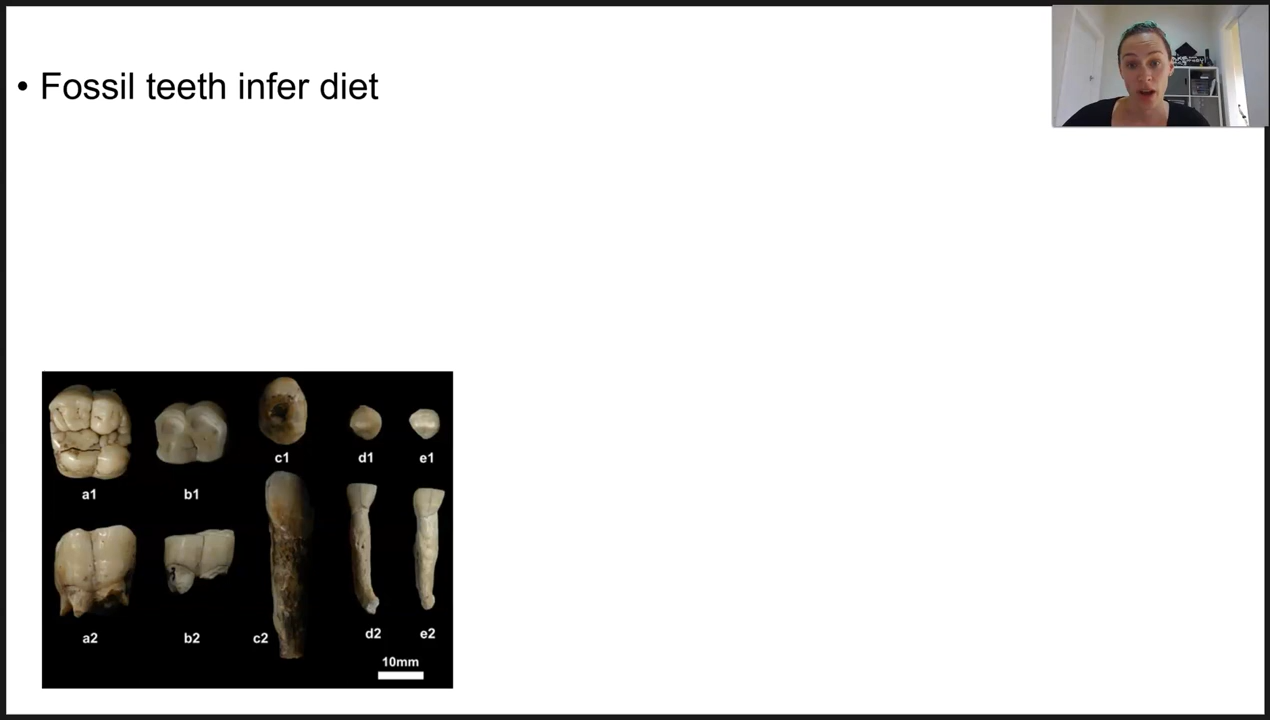 • Fossil teeth infer diet
c1 d1 e1
a1 b1
a2 b2 c2 d2 e2
10mm